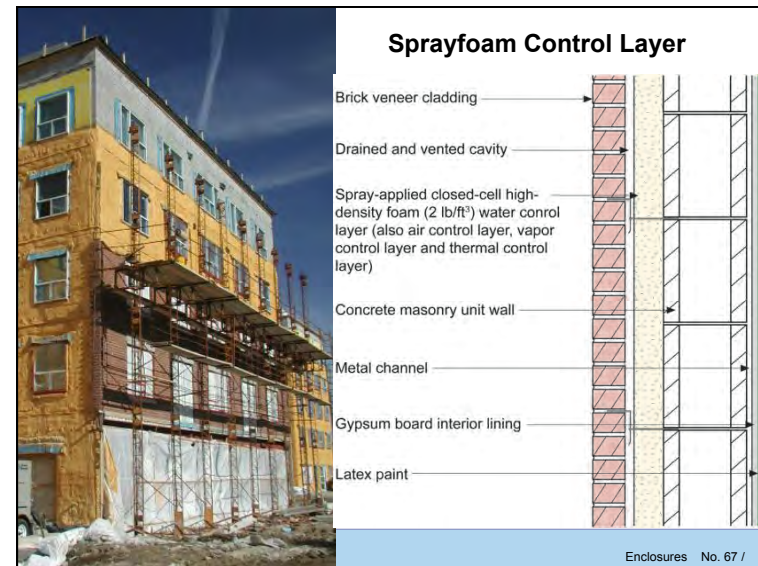 Sprayfoam Control Layer
Brick veneer cladding
Drained and vented cavity
Spray-applied closed-cell high-
density foam (2 lb/ft³) water conrol
layer (also air control layer, vapor
control layer and thermal control
layer)
Concrete masonry unit wall
Metal channel
Gypsum board interior lining
Latex paint
Enclosures No. 67 /